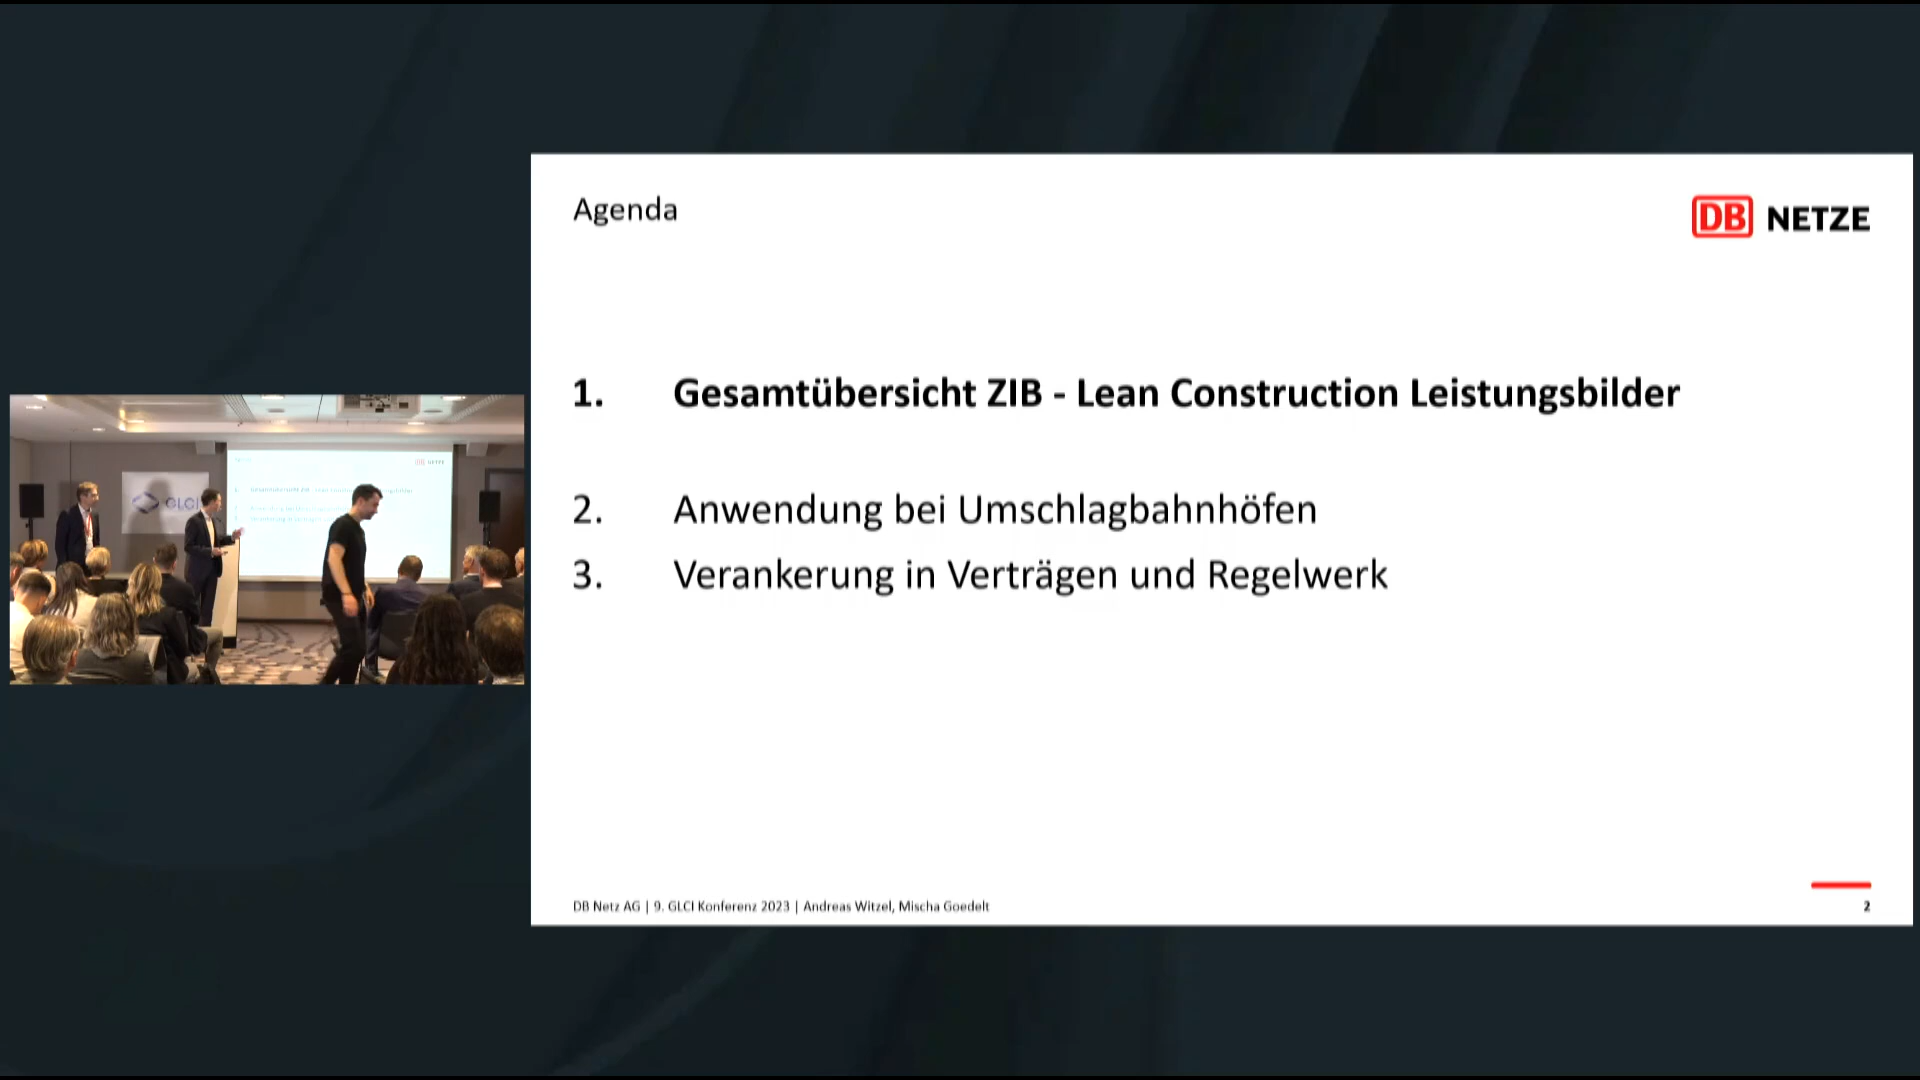 Agenda
DB NETZE
1. Gesamtübersicht ZIB - Lean Construction Leistungsbilder
2. Anwendung bei Umschlagbahnhöfen
3. Verankerung in Verträgen und Regelwerk
DB Netz AG | 9. GLCI Konferenz 2023 | Andreas Witzel, Mischa Goedelt
2
GLCI